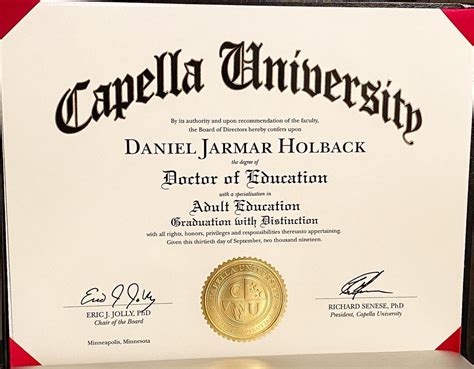 Capella University
By its authority and upon recommendation of the faculty,
the Board of Directors hereby confers upon
DANIEL JARMAR HOLBACK
the degree of
Doctor of Education
with a specialization in
Adult Education
Graduation with Distinction
with all rights, honors, privileges and responsibilities thereunto appertaining.
Given this thirtieth day of September, two thousand nineteen.
Eric J. Jolly
ERIC J. JOLLY, PhD
Chair of the Board
RICHARD SENESE, PhD
President, Capella University
Minneapolis, Minnesota